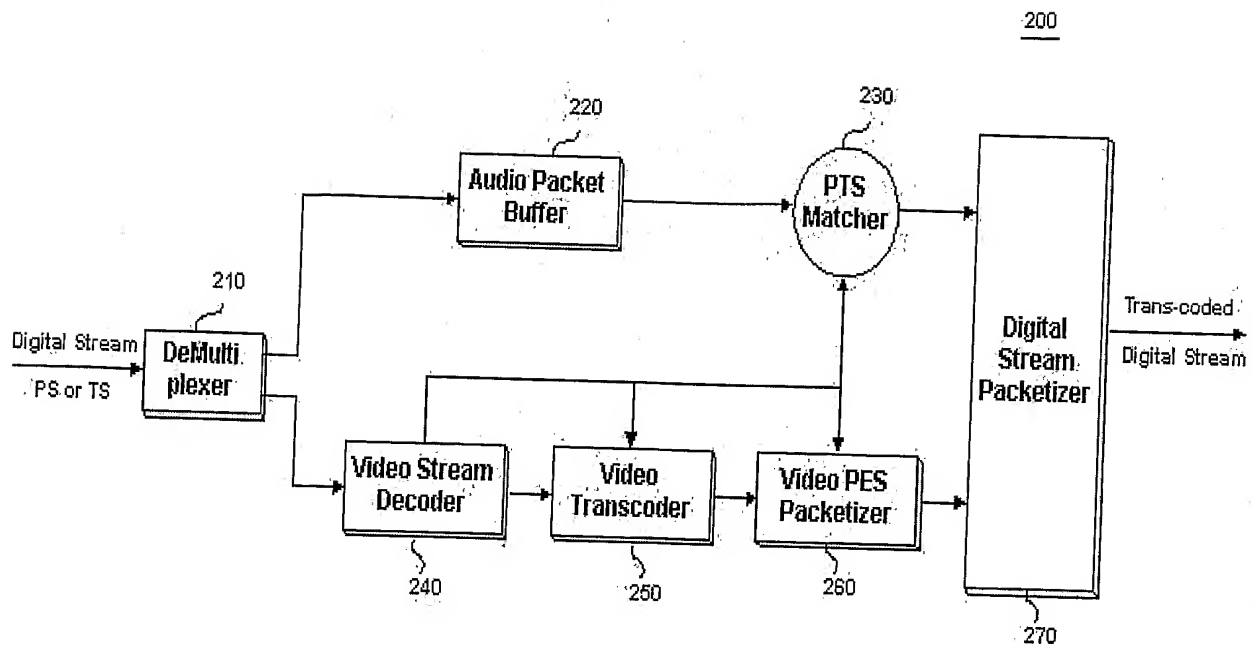 200
220
230
Audio Packet
Buffer
PTS
Matcher
210
Digital Stream
PS or TS
DeMulti
plexer
Digital
Stream
Packetizer
Trans-coded
Digital Stream
Video Stream
Decoder
Video
Transcoder
Video PES
Packetizer
240
250
260
270